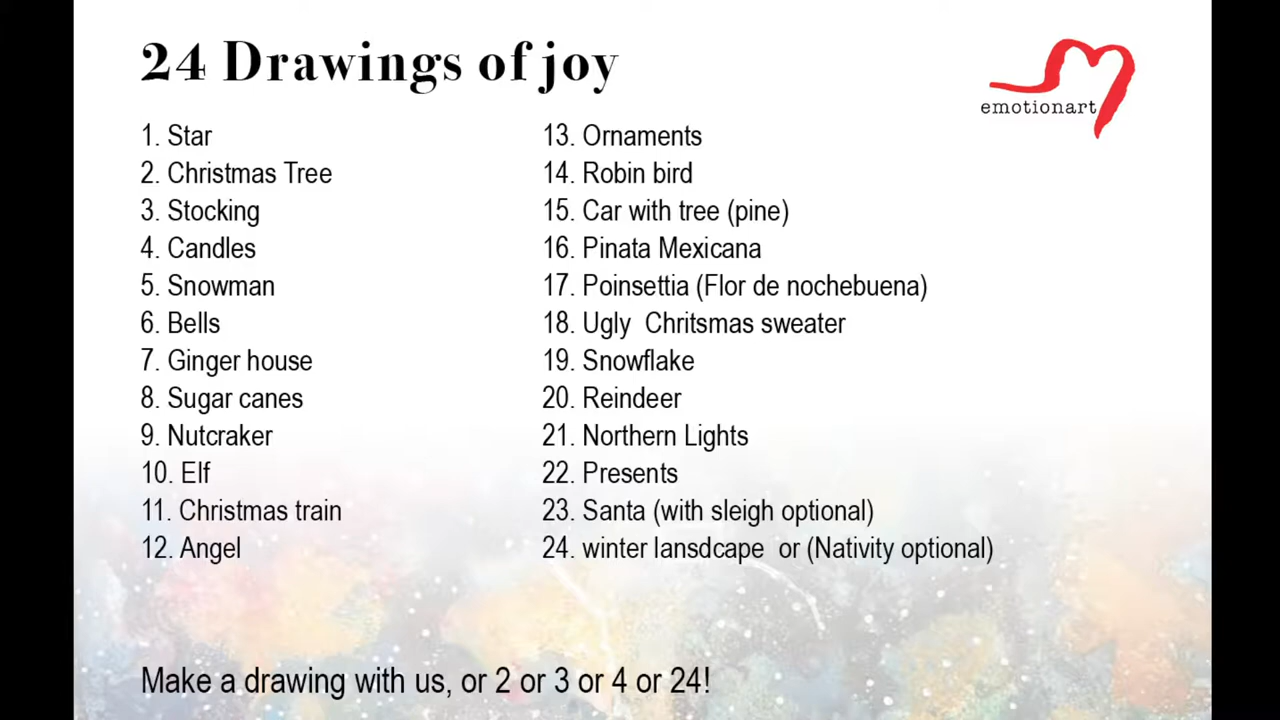 24 Drawings of joy
emotionart
1. Star
2. Christmas Tree
3. Stocking
4. Candles
5. Snowman
6. Bells
7. Ginger house
8. Sugar canes
9. Nutcraker
10. Elf
11. Christmas train
12. Angel
13. Ornaments
14. Robin bird
15. Car with tree (pine)
16. Pinata Mexicana
17. Poinsettia (Flor de nochebuena)
18. Ugly  Chritsmas sweater
19. Snowflake
20. Reindeer
21. Northern Lights
22. Presents
23. Santa (with sleigh optional)
24. winter lansdcape  or (Nativity optional)
Make a drawing with us, or 2 or 3 or 4 or 24!